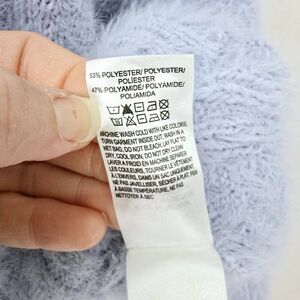 53% POLYESTER/ POLYESTER/
POLIÉSTER
47% POLYAMIDE/ POLYAMIDE/
POLIAMIDA
MACHINE WASH COLD WITH LIKE COLORS,
TURN GARMENT INSIDE OUT, WASH IN A
NET BAG, DO NOT BLEACH, LAY FLAT TO
DRY, COOL IRON, DO NOT DRY CLEAN
LAVER À FROID EN MACHINE SÉPARER
LES COULEURS, TOURNER LE VÊTEMENT
À L'ENVERS, DANS UN SAC UNIQUEMENT,
NE PAS JAVELLISER, SÉCHER À PLAT, FER
À BASSE TEMPÉRATURE, NE PAS
NETTOYER À SEC